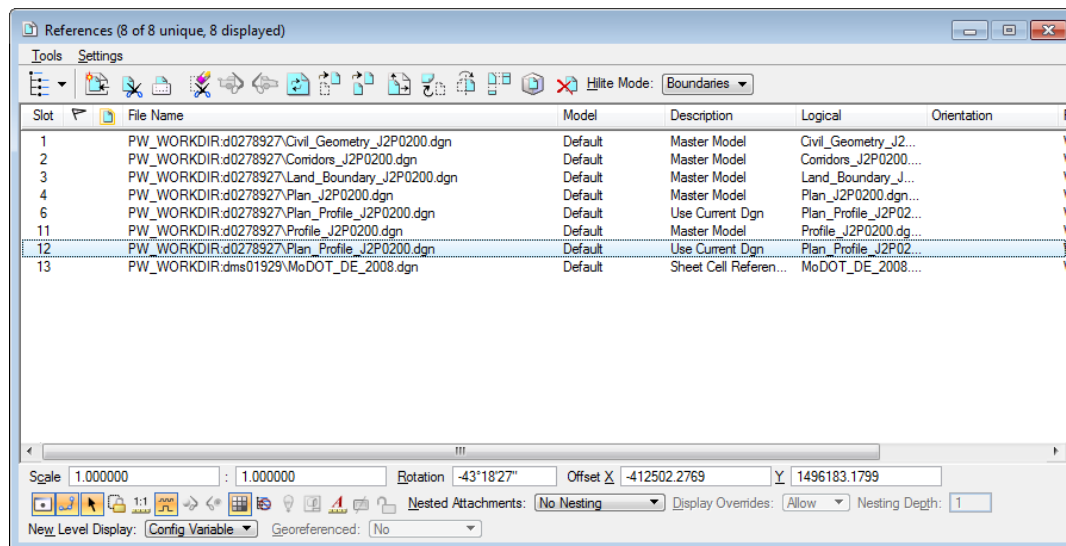 References (8 of 8 unique, 8 displayed)
Tools Settings
Hilite Mode: Boundaries
Slot File Name Model Description Logical Orientation
1 PW_WORKDIR:d0278927\Civil_Geometry_J2P0200.dgn Default Master Model Civil_Geometry_J2...
2 PW_WORKDIR:d0278927\Corridors_J2P0200.dgn Default Master Model Corridors_J2P0200....
3 PW_WORKDIR:d0278927\Land_Boundary_J2P0200.dgn Default Master Model Land_Boundary_J...
4 PW_WORKDIR:d0278927\Plan_J2P0200.dgn Default Master Model Plan_J2P0200.dgn...
6 PW_WORKDIR:d0278927\Plan_Profile_J2P0200.dgn Default Use Current Dgn Plan_Profile_J2P02...
11 PW_WORKDIR:d0278927\Profile_J2P0200.dgn Default Master Model Profile_J2P0200.dg...
12 PW_WORKDIR:d0278927\Plan_Profile_J2P0200.dgn Default Use Current Dgn Plan_Profile_J2P02...
13 PW_WORKDIR:dms01929\MoDOT_DE_2008.dgn Default Sheet Cell Referen... MoDOT_DE_2008....
Scale 1.000000 : 1.000000 Rotation -43°18'27" Offset X -412502.2769 Y 1496183.1799
1:1 Nested Attachments: No Nesting Display Overrides: Allow Nesting Depth: 1
New Level Display: Config Variable Georeferenced: No